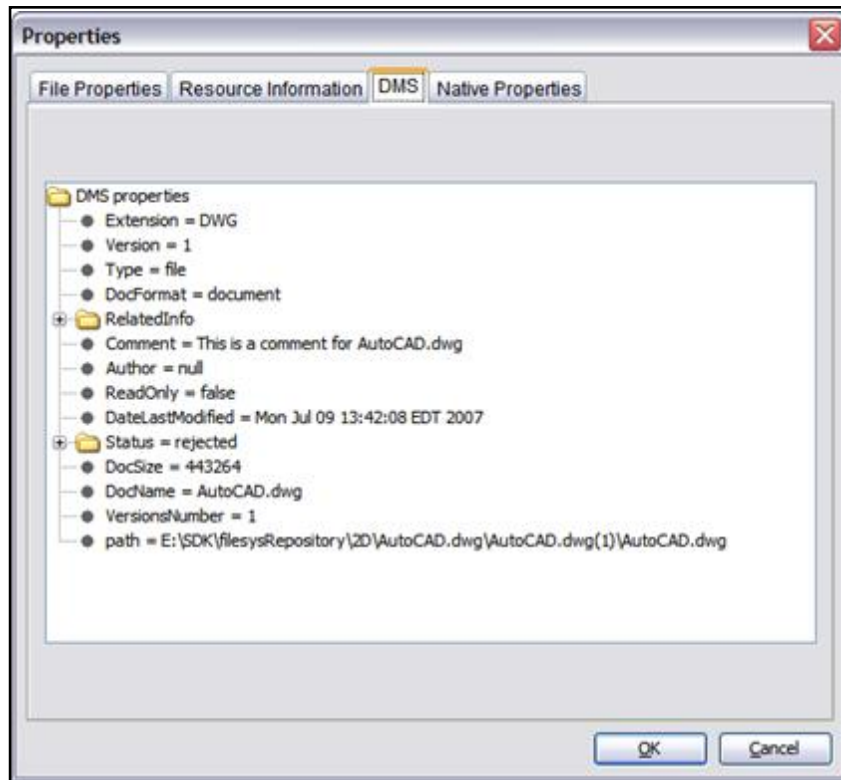 Properties
File Properties Resource Information DMS Native Properties
DMS properties
Extension = DWG
Version = 1
Type = file
DocFormat = document
RelatedInfo
Comment = This is a comment for AutoCAD.dwg
Author = null
ReadOnly = false
DateLastModified = Mon Jul 09 13:42:08 EDT 2007
Status = rejected
DocSize = 443264
DocName = AutoCAD.dwg
VersionsNumber = 1
path = E:\SDK\filesysRepository\2D\AutoCAD.dwg\AutoCAD.dwg(1)\AutoCAD.dwg
OK Cancel